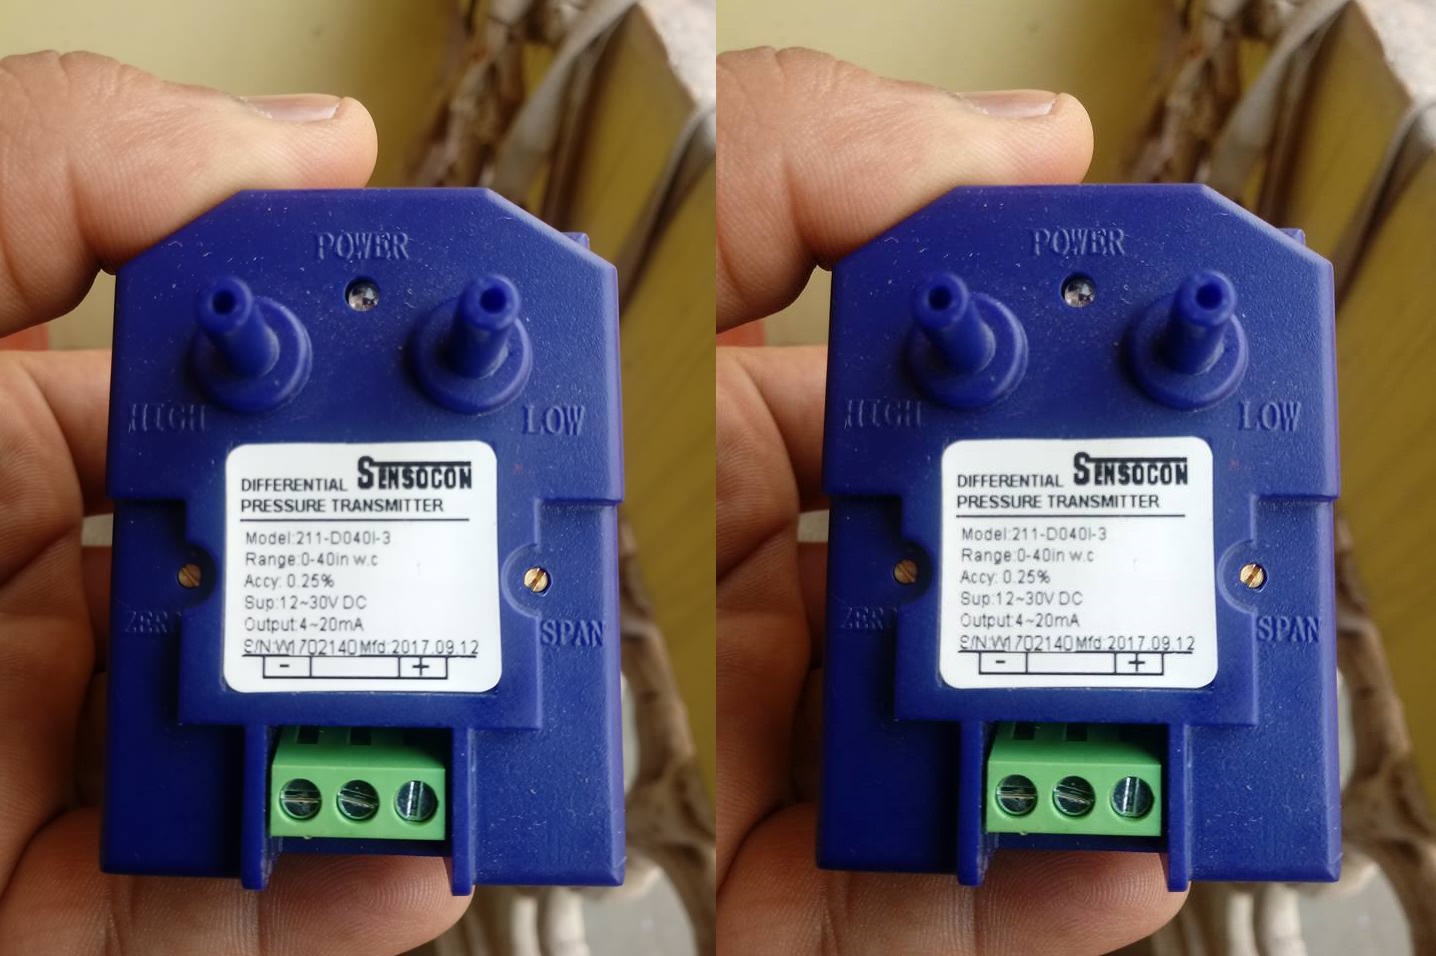 POWER
HIGH
LOW
SENSOCON
DIFFERENTIAL
PRESSURE TRANSMITTER
Model:211-D040I-3
Range:0-40in w.c
Accy: 0.25%
Sup:12~30V DC
Output:4~20mA
S/N:W1702140 Mfd:2017.09.12
- +
ZERO
SPAN
POWER
HIGH
LOW
SENSOCON
DIFFERENTIAL
PRESSURE TRANSMITTER
Model:211-D040I-3
Range:0-40in w.c
Accy: 0.25%
Sup:12~30V DC
Output:4~20mA
S/N:W1702140 Mfd:2017.09.12
- +
ZERO
SPAN